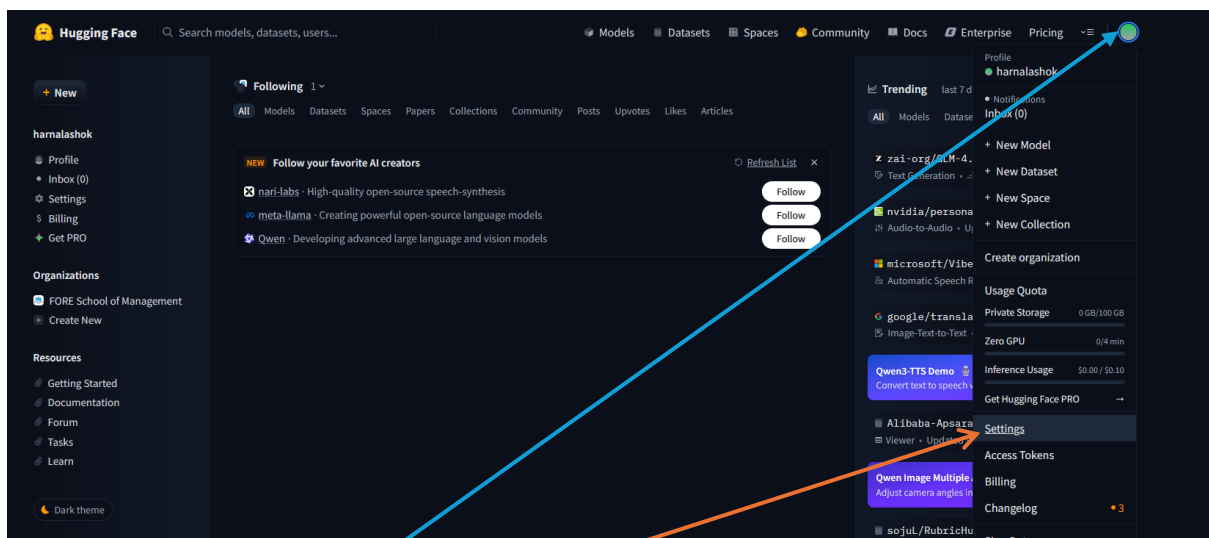 Hugging Face
Search models, datasets, users...
Models
Datasets
Spaces
Community
Docs
Enterprise
Pricing
+ New
harnalashok
Profile
Inbox (0)
Settings
Billing
Get PRO
Organizations
FORE School of Management
Create New
Resources
Getting Started
Documentation
Forum
Tasks
Learn
Dark theme
Following 1
All Models Datasets Spaces Papers Collections Community Posts Upvotes Likes Articles
NEW Follow your favorite AI creators
Refresh List
nari-labs · High-quality open-source speech-synthesis
Follow
meta-llama · Creating powerful open-source language models
Follow
Qwen · Developing advanced large language and vision models
Follow
Trending last 7 d
All Models Datase
zai-org/GLM-4.
Text Generation
nvidia/persona
Audio-to-Audio
microsoft/Vibe
Automatic Speech R
google/transla
Image-Text-to-Text
Qwen3-TTS Demo
Convert text to speech
Alibaba-Apsara
Viewer • Updated
Qwen Image Multiple
Adjust camera angles in
sojuL/RubricHu
Profile
harnalashok
Notifications
Inbox (0)
+ New Model
+ New Dataset
+ New Space
+ New Collection
Create organization
Usage Quota
Private Storage 0 GB/100 GB
Zero GPU 0/4 min
Inference Usage $0.00 / $0.10
Get Hugging Face PRO →
Settings
Access Tokens
Billing
Changelog • 3